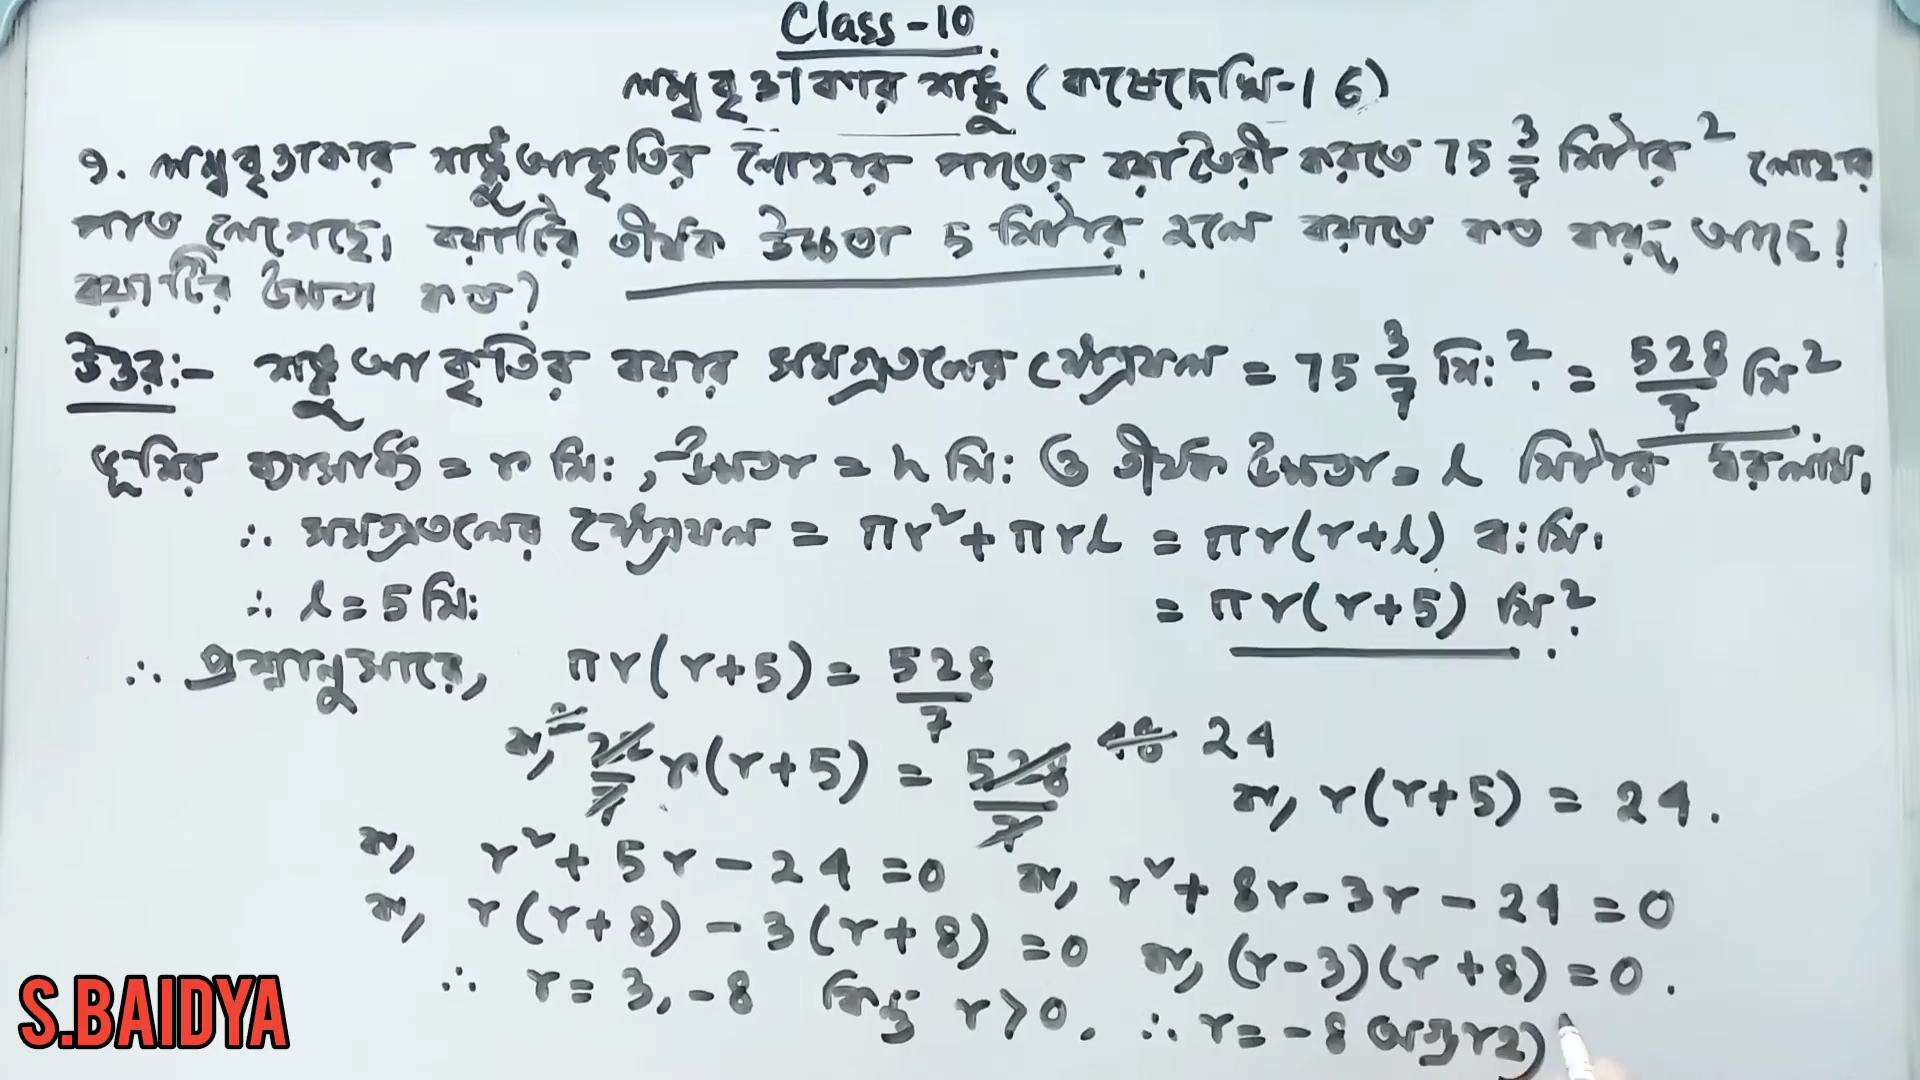 Class-10
লম্ববৃত্তাকার শঙ্কু (কষেদেখি-16)
9. লম্ববৃত্তাকার শঙ্কু আকৃতির লোহার পাতের বয়া তৈরী করতে 75 3/7 মিটার² লোহার
পাত লেগেছে। বয়াটির তীর্যক উচ্চতা 5 মিটার হলে বয়াতে কত বায়ু আছে!
বয়াটির উচ্চতা কত?
উত্তর:- শঙ্কু আকৃতির বয়ার সমগ্রতলের ক্ষেত্রফল = 75 3/7 মি:². = 528/7 মি²
ভূমির ব্যাসার্ধ = r মি:, উচ্চতা = h মি: ও তীর্যক উচ্চতা = l মিটার ধরলাম।
∴ সমগ্রতলের ক্ষেত্রফল = πr² + πrl = πr(r+l) ব:মি.
∴ l = 5 মি: = πr(r+5) মি².
∴ প্রশ্নানুসারে, πr(r+5) = 528/7
বা, 22/7 r(r+5) = 528/7 24
বা, r(r+5) = 24.
বা, r² + 5r - 24 = 0 বা, r² + 8r - 3r - 24 = 0
বা, r(r+8) - 3(r+8) = 0 বা, (r-3)(r+8) = 0.
∴ r = 3, -8 কিন্তু r > 0. ∴ r = -8
S.BAIDYA